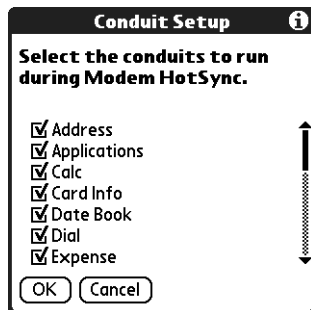 Conduit Setup
Select the conduits to run
during Modem HotSync.
Address
Applications
Calc
Card Info
Date Book
Dial
Expense
OK Cancel